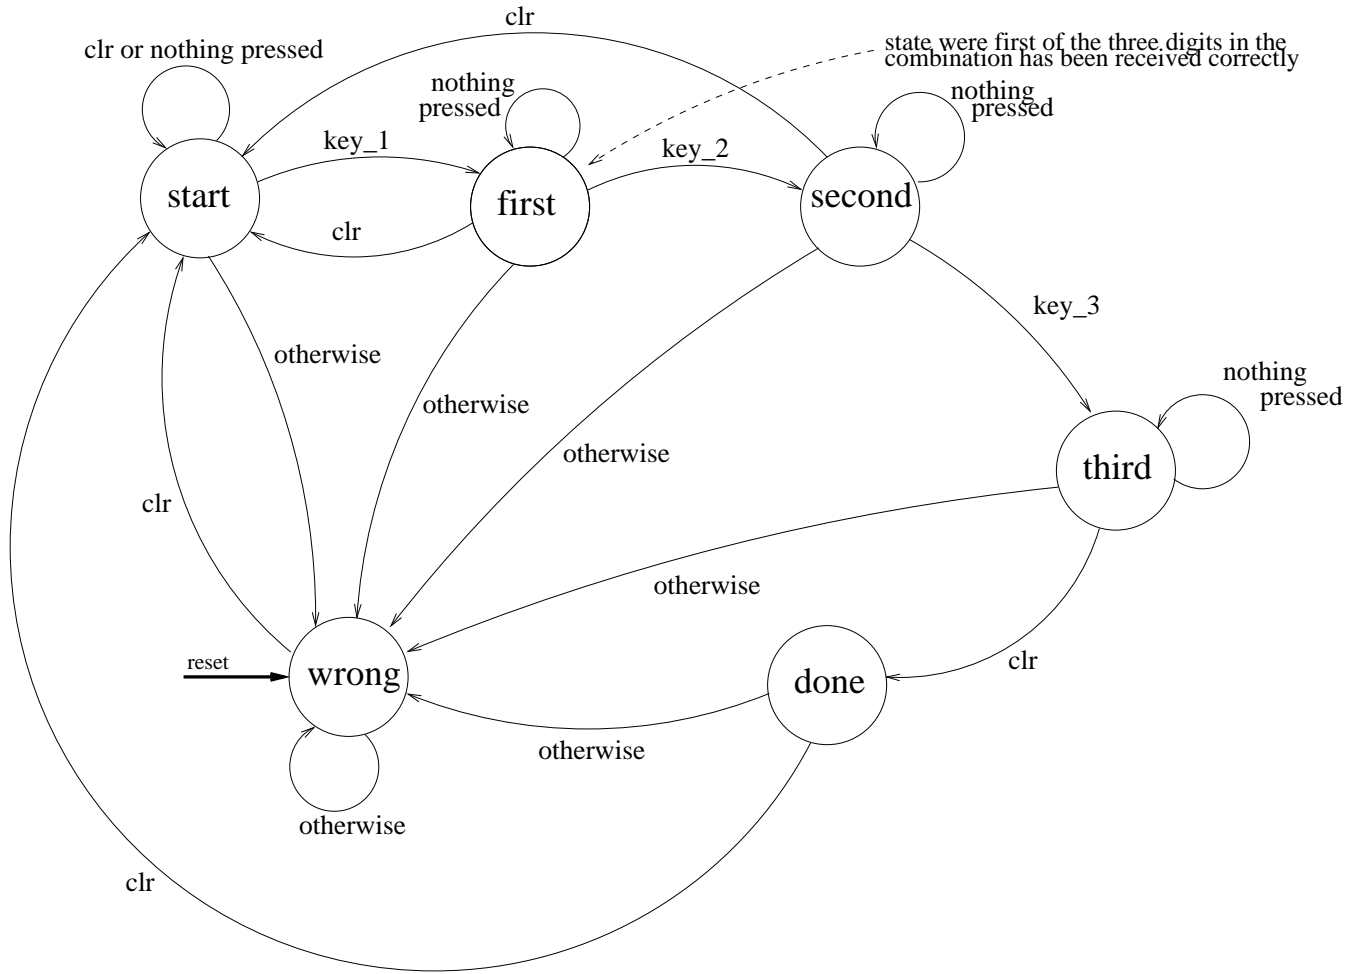 clr
state were first of the three digits in the
combination has been received correctly
clr or nothing pressed
nothing
pressed
nothing
pressed
key_1
key_2
start
first
second
clr
key_3
otherwise
nothing
pressed
otherwise
otherwise
third
clr
otherwise
reset
wrong
clr
done
otherwise
otherwise
clr